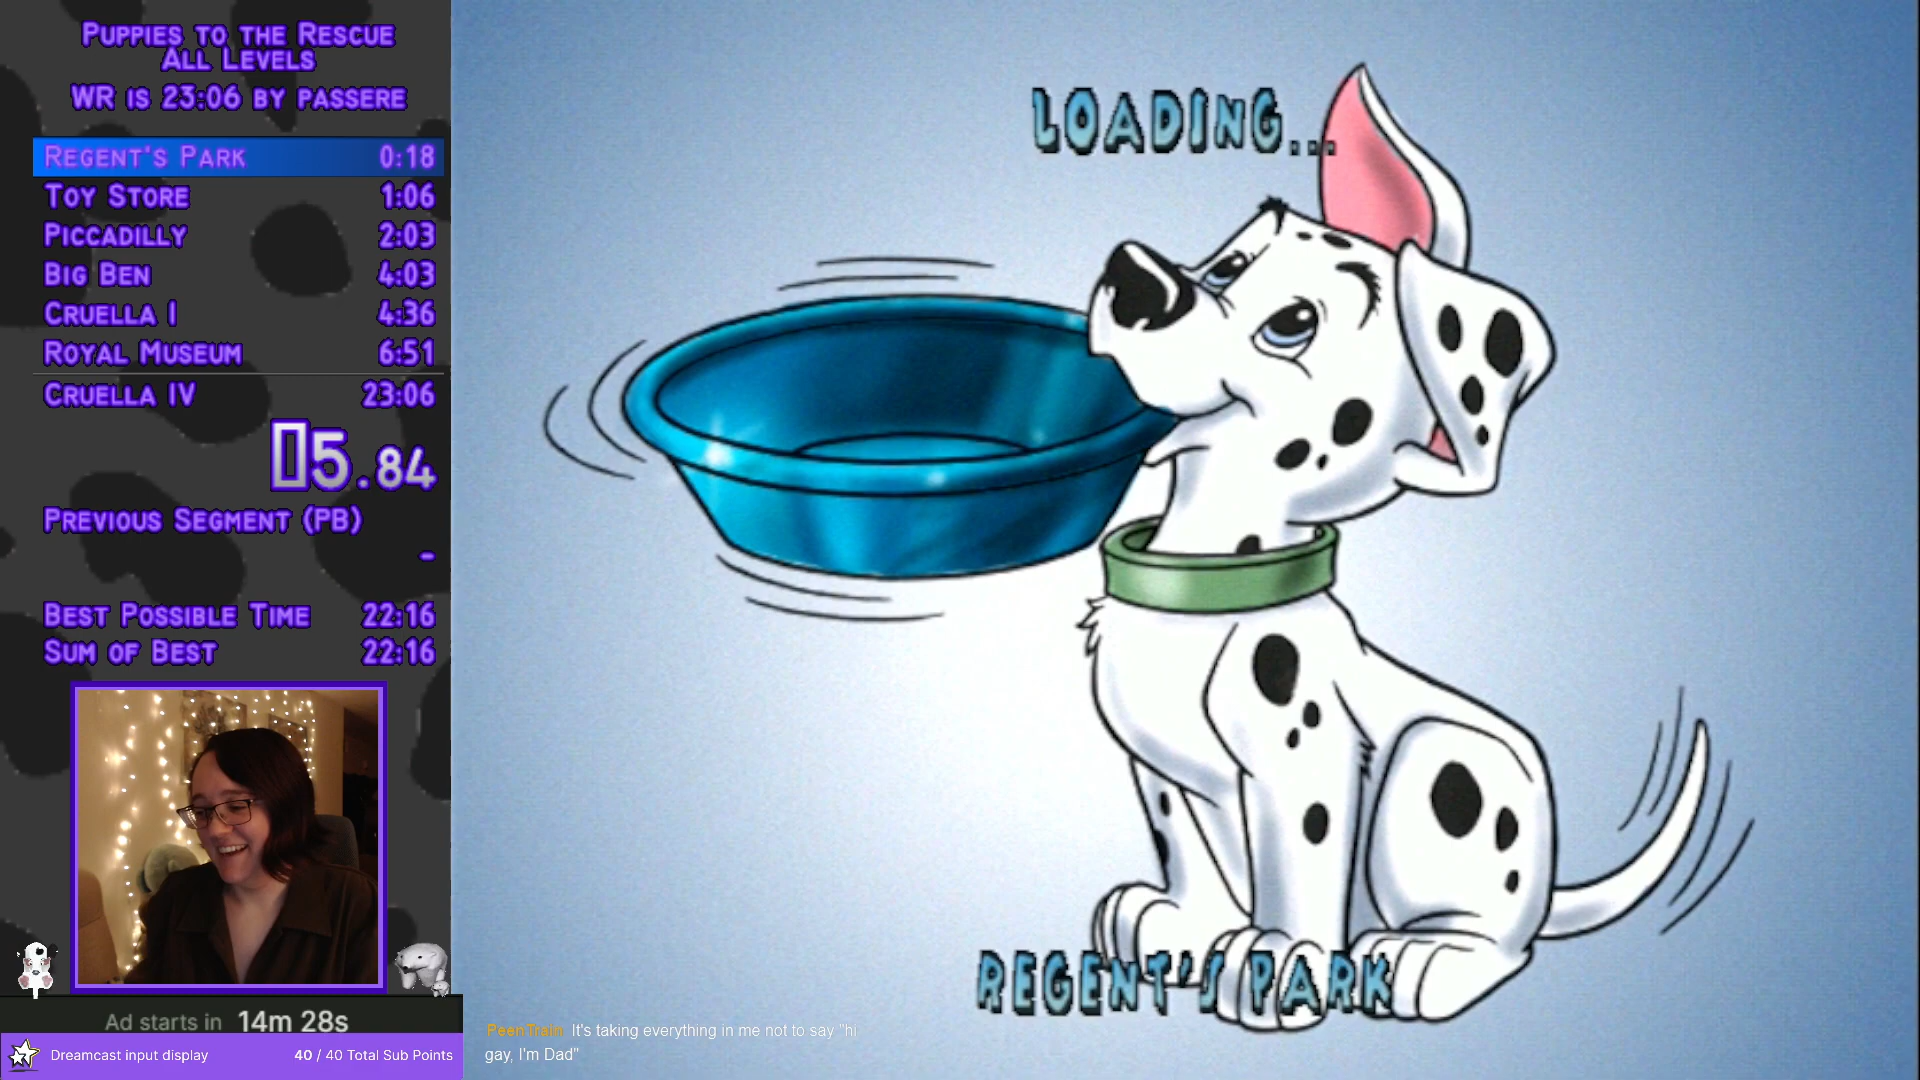 Puppies to the Rescue
All Levels
WR is 23:06 by passere
Regent's Park 0:18
Toy Store 1:06
Piccadilly 2:03
Big Ben 4:03
Cruella I 4:36
Royal Museum 6:51
Cruella IV 23:06
5.84
Previous Segment (PB)
-
Best Possible Time 22:16
Sum of Best 22:16
Ad starts in 14m 28s
Dreamcast input display 40 / 40 Total Sub Points
LOADING...
REGENT'S PARK
PeenTrain It's taking everything in me not to say "hi
gay, I'm Dad"